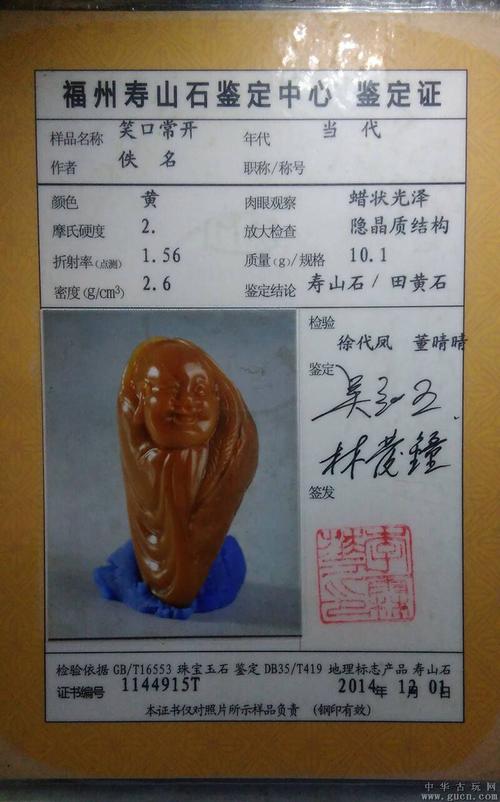 福州寿山石鉴定中心 鉴定证
样品名称 笑口常开 年代 当代
作者 佚名 职称/称号
颜色 黄 肉眼观察 蜡状光泽
摩氏硬度 2. 放大检查 隐晶质结构
折射率(点测) 1.56 质量(g)/规格 10.1
密度(g/cm³) 2.6 鉴定结论 寿山石/田黄石
检验
徐代凤 董晴晴
鉴定
林茂鐘
签发
检验依据 GB/T16553 珠宝玉石 鉴定 DB35/T419 地理标志产品 寿山石
证书编号 1144915T 2014年12月01日
本证书仅对照片所示样品负责 (钢印有效)
中华古玩网
www.gucn.com